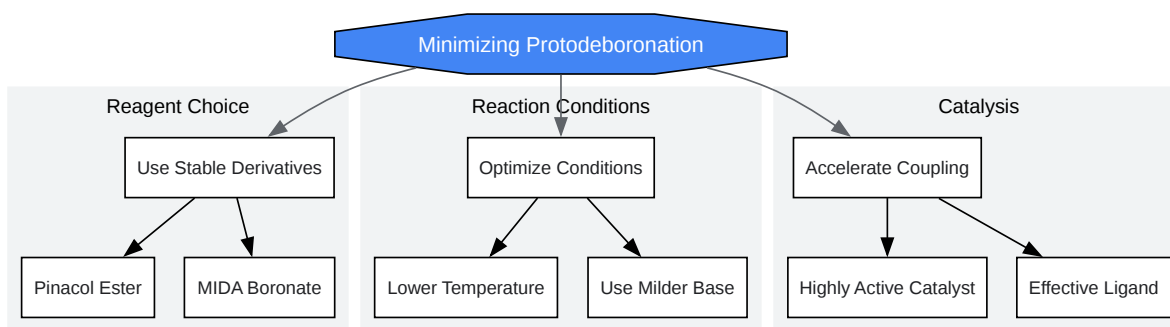 Minimizing Protodeboronation
Reagent Choice
Reaction Conditions
Catalysis
Use Stable Derivatives
Optimize Conditions
Accelerate Coupling
Pinacol Ester
MIDA Boronate
Lower Temperature
Use Milder Base
Highly Active Catalyst
Effective Ligand